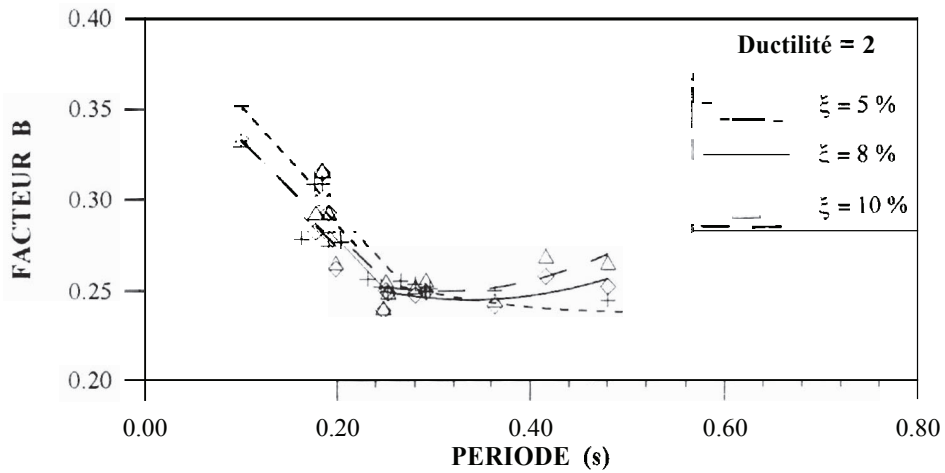 0.40
0.35
0.30
0.25
0.20
FACTEUR B
0.00
0.20
0.40
0.60
0.80
PERIODE (s)
Ductilité = 2
ξ = 5 %
ξ = 8 %
ξ = 10 %